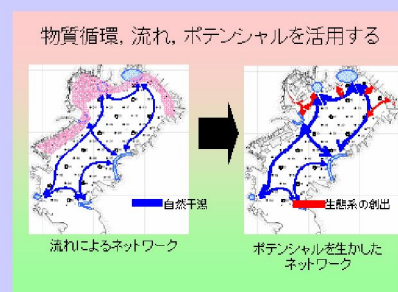 物質循環, 流れ, ポテンシャルを活用する
自然干潟
生態系の創出
流れによるネットワーク
ポテンシャルを生かした
ネットワーク